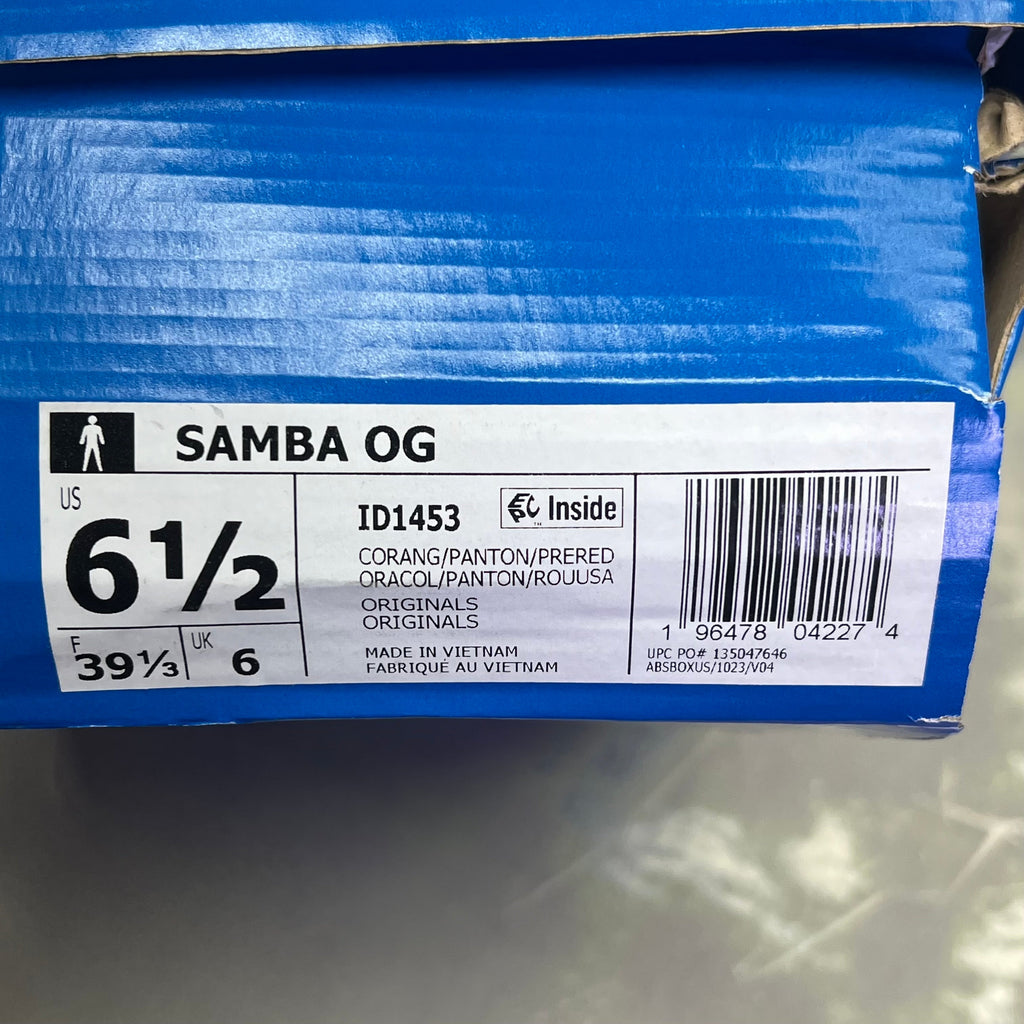 SAMBA OG
US
6½
F
39⅓
UK
6
ID1453
Inside
TM
CORANG/PANTON/PRERED
ORACOL/PANTON/ROUUSA
ORIGINALS
ORIGINALS
MADE IN VIETNAM
FABRIQUÉ AU VIETNAM
1 96478 04227 4
UPC PO# 135047646
ABSBOXUS/1023/V04